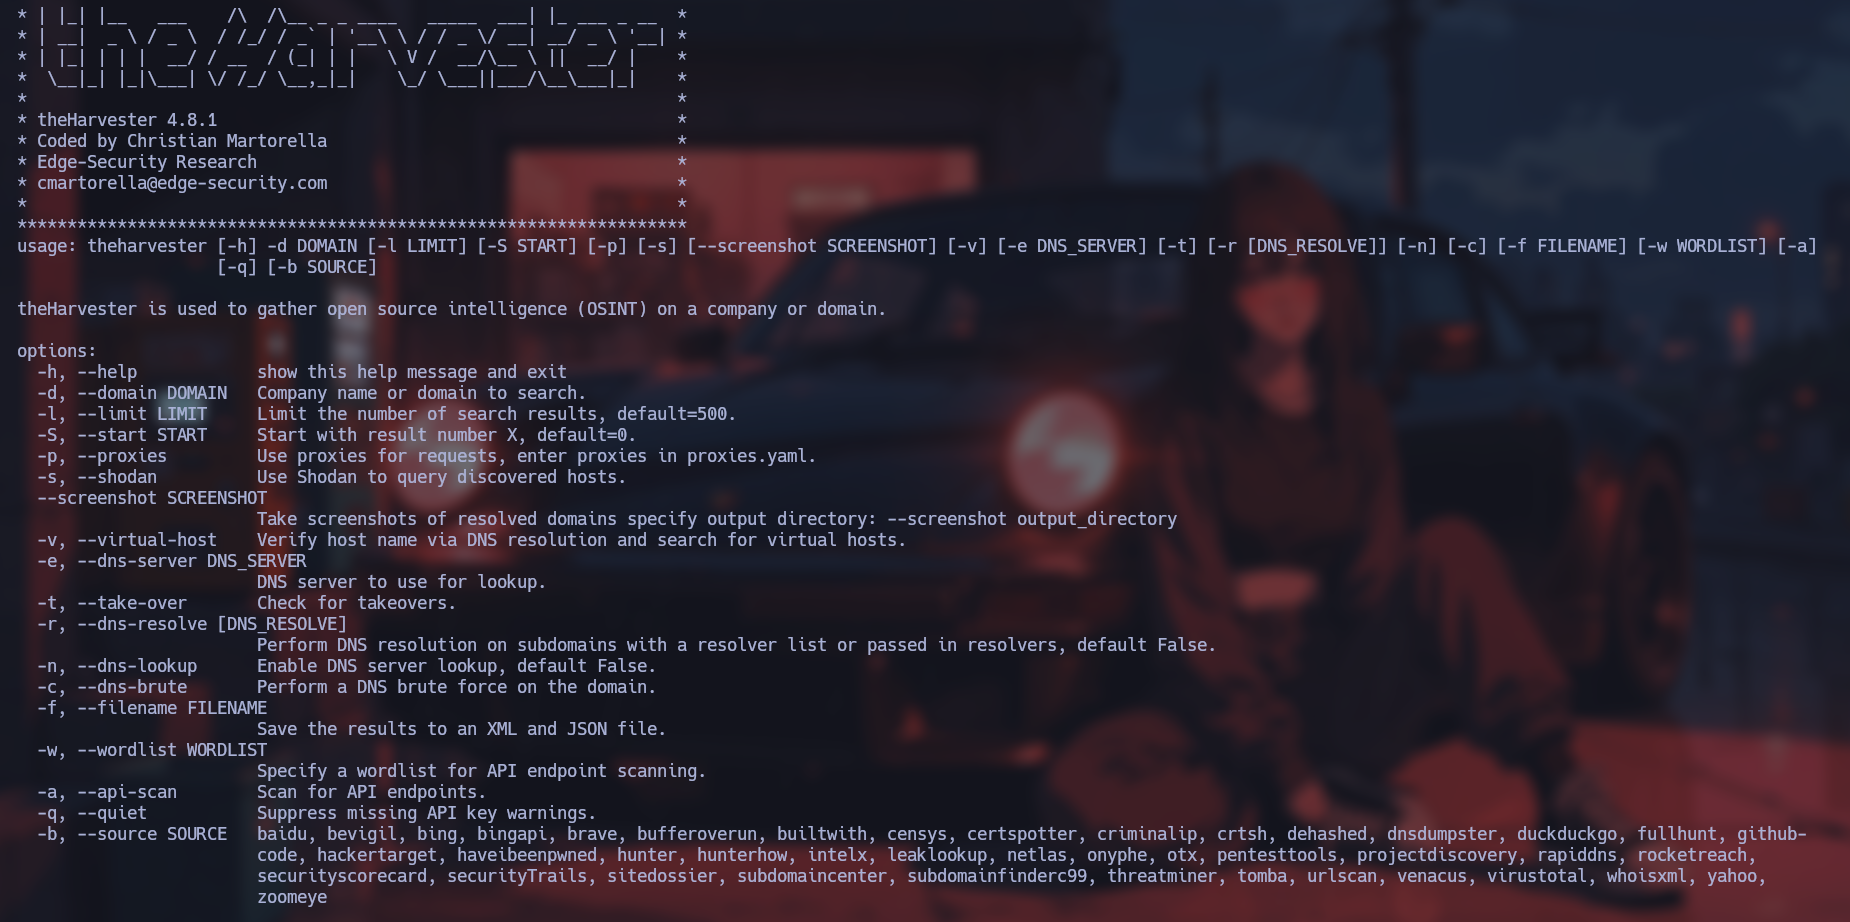 * | |_| |__   ___    /\  /\__ _ _ ____   _____  ___| |_ ___ _ __  *
* | __|  _ \ / _ \  / /_/ / _` | '__\ \ / / _ \/ __| __/ _ \ '__| *
* | |_| | | |  __/ / __  / (_| | |   \ V /  __/\__ \ ||  __/ |    *
*  \__|_| |_|\___| \/ /_/ \__,_|_|    \_/ \___||___/\__\___|_|    *
*                                                                 *
* theHarvester 4.8.1                                              *
* Coded by Christian Martorella                                   *
* Edge-Security Research                                          *
* cmartorella@edge-security.com                                   *
*                                                                 *
*******************************************************************
usage: theharvester [-h] -d DOMAIN [-l LIMIT] [-S START] [-p] [-s] [--screenshot SCREENSHOT] [-v] [-e DNS_SERVER] [-t] [-r [DNS_RESOLVE]] [-n] [-c] [-f FILENAME] [-w WORDLIST] [-a]
                    [-q] [-b SOURCE]

theHarvester is used to gather open source intelligence (OSINT) on a company or domain.

options:
  -h, --help            show this help message and exit
  -d, --domain DOMAIN   Company name or domain to search.
  -l, --limit LIMIT     Limit the number of search results, default=500.
  -S, --start START     Start with result number X, default=0.
  -p, --proxies         Use proxies for requests, enter proxies in proxies.yaml.
  -s, --shodan          Use Shodan to query discovered hosts.
  --screenshot SCREENSHOT
                        Take screenshots of resolved domains specify output directory: --screenshot output_directory
  -v, --virtual-host    Verify host name via DNS resolution and search for virtual hosts.
  -e, --dns-server DNS_SERVER
                        DNS server to use for lookup.
  -t, --take-over       Check for takeovers.
  -r, --dns-resolve [DNS_RESOLVE]
                        Perform DNS resolution on subdomains with a resolver list or passed in resolvers, default False.
  -n, --dns-lookup      Enable DNS server lookup, default False.
  -c, --dns-brute       Perform a DNS brute force on the domain.
  -f, --filename FILENAME
                        Save the results to an XML and JSON file.
  -w, --wordlist WORDLIST
                        Specify a wordlist for API endpoint scanning.
  -a, --api-scan        Scan for API endpoints.
  -q, --quiet           Suppress missing API key warnings.
  -b, --source SOURCE   baidu, bevigil, bing, bingapi, brave, bufferoverun, builtwith, censys, certspotter, criminalip, crtsh, dehashed, dnsdumpster, duckduckgo, fullhunt, github-
                        code, hackertarget, haveibeenpwned, hunter, hunterhow, intelx, leaklookup, netlas, onyphe, otx, pentesttools, projectdiscovery, rapiddns, rocketreach,
                        securityscorecard, securityTrails, sitedossier, subdomaincenter, subdomainfinderc99, threatminer, tomba, urlscan, venacus, virustotal, whoisxml, yahoo,
                        zoomeye